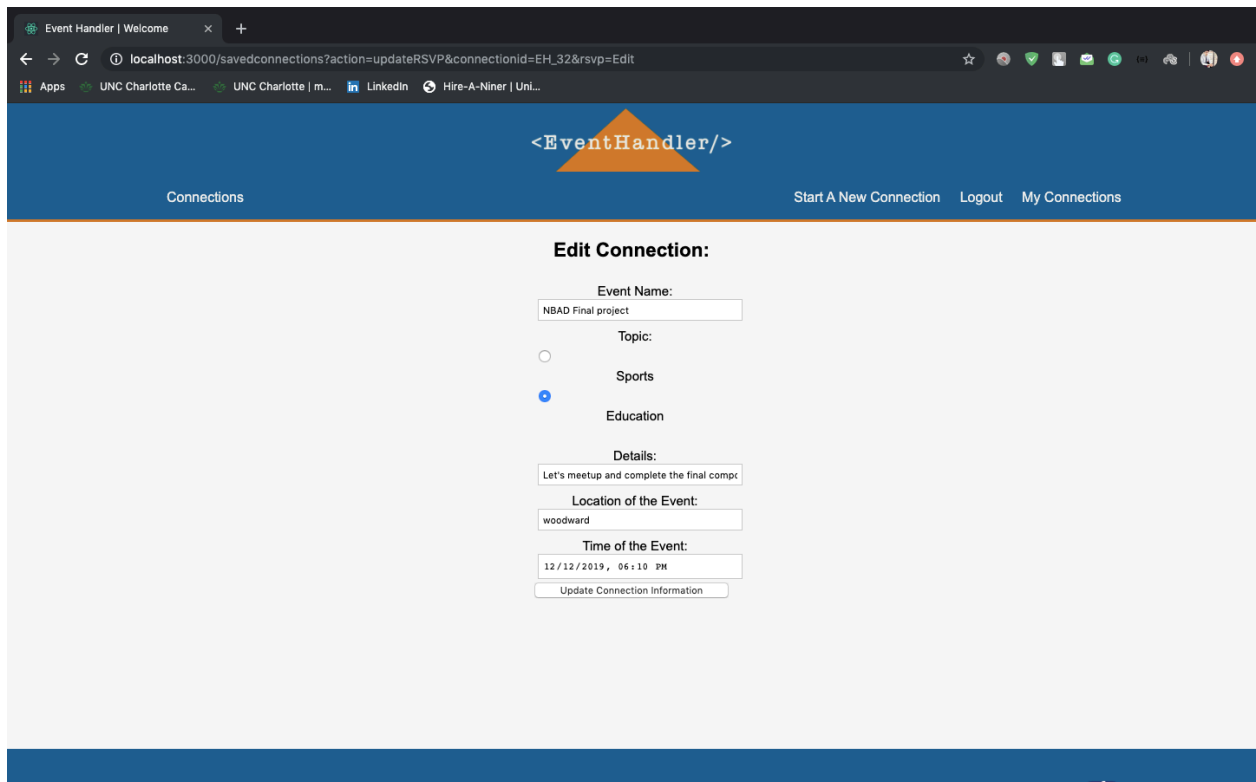 Event Handler | Welcome
localhost:3000/savedconnections?action=updateRSVP&connectionid=EH_32&rsvp=Edit
Apps UNC Charlotte Ca... UNC Charlotte | m... LinkedIn Hire-A-Niner | Uni...
<EventHandler/>
Connections Start A New Connection Logout My Connections
Edit Connection:
Event Name:
NBAD Final project
Topic:
Sports
Education
Details:
Let's meetup and complete the final compo
Location of the Event:
woodward
Time of the Event:
12/12/2019, 06:10 PM
Update Connection Information